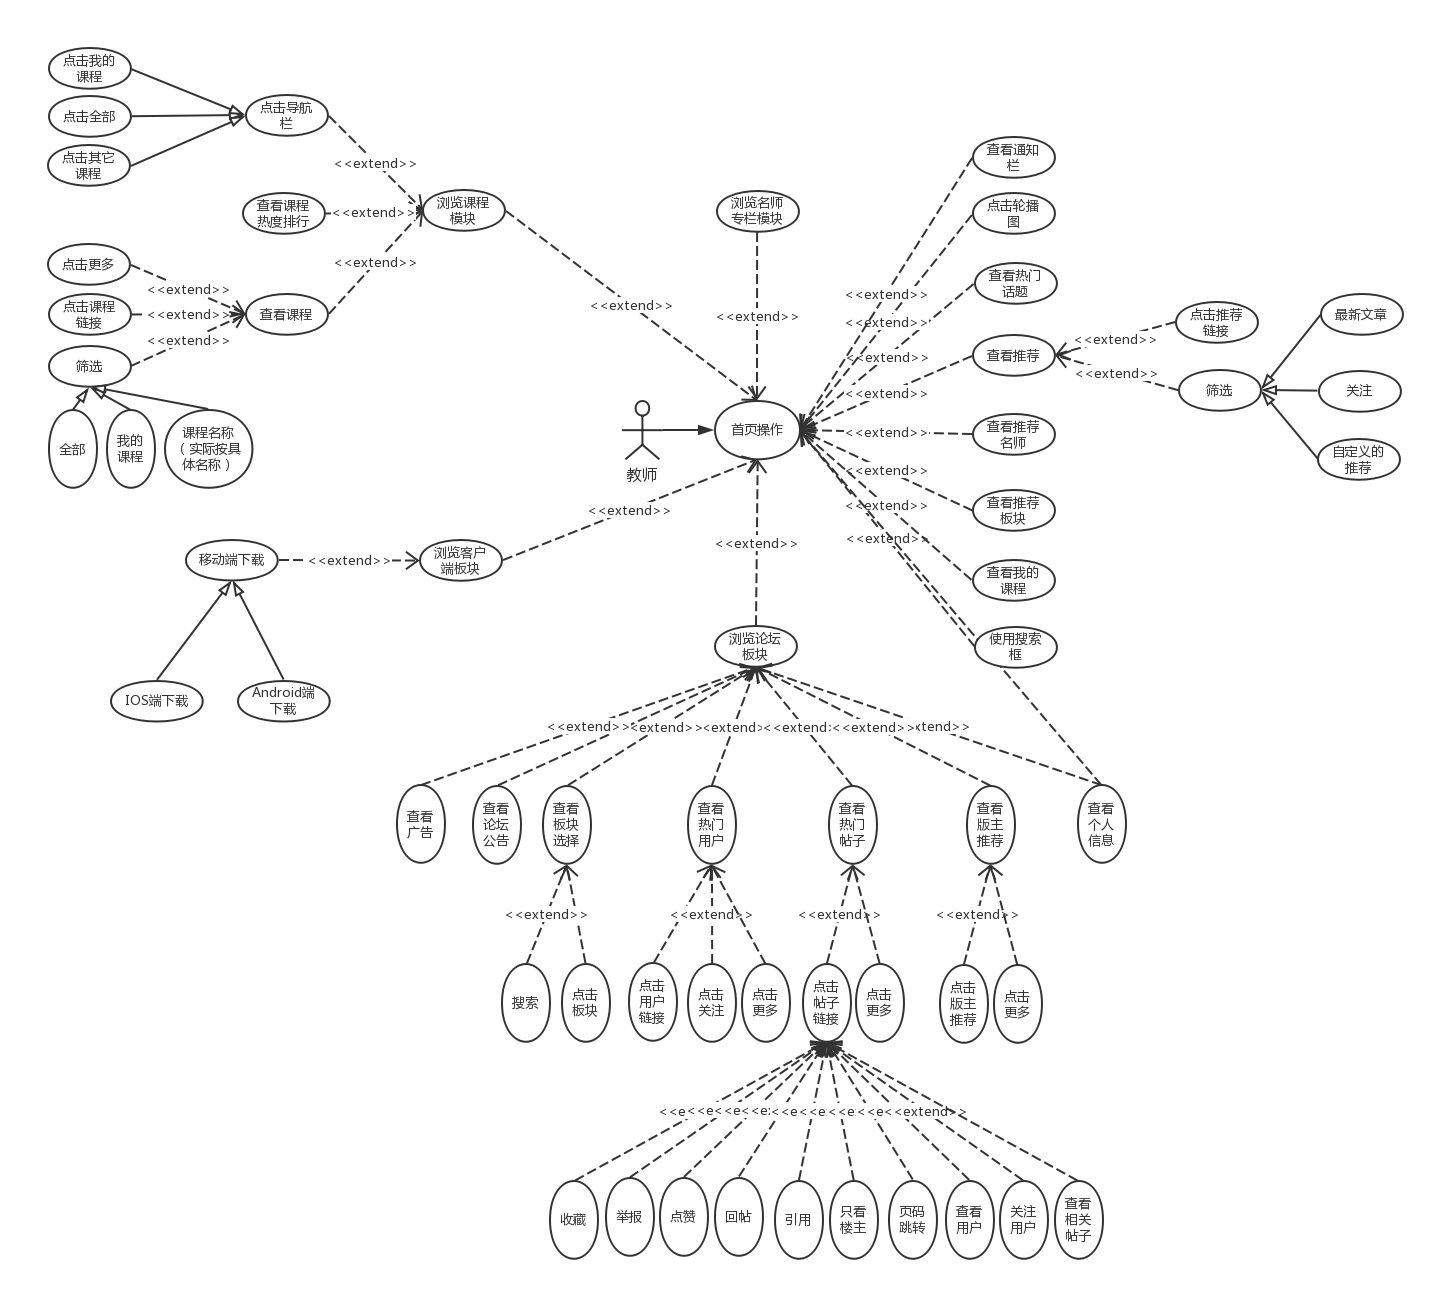 点击我的
课程
点击全部
点击其它
课程
点击导航
栏
<<extend>>
查看课程
热度排行
<<extend>>
浏览课程
模块
<<extend>>
点击更多
<<extend>>
点击课程
链接
<<extend>>
查看课程
<<extend>>
筛选
全部
我的
课程
课程名称
（实际按具
体名称）
<<extend>>
浏览名师
专栏模块
<<extend>>
教师
首页操作
查看通知
栏
点击轮播
图
查看热门
话题
查看推荐
查看推荐
名师
查看推荐
板块
查看我的
课程
使用搜索
框
<<extend>>
<<extend>>
<<extend>>
<<extend>>
<<extend>>
<<extend>>
<<extend>>
<<extend>>
点击推荐
链接
<<extend>>
<<extend>>
筛选
最新文章
关注
自定义的
推荐
移动端下载
<<extend>>
浏览客户
端板块
<<extend>>
IOS端下载
Android端
下载
<<extend>>
浏览论坛
板块
<<extend>>
<extend>>
<extend>
<<extend>
<<extend>>
xtend>>
查看
广告
查看
论坛
公告
查看
板块
选择
查看
热门
用户
查看
热门
帖子
查看
版主
推荐
查看
个人
信息
<<extend>>
<<extend>>
<<extend>>
<<extend>>
搜索
点击
板块
点击
用户
链接
点击
关注
点击
更多
点击
帖子
链接
点击
更多
点击
版主
推荐
点击
更多
<<e<<e<<e<<e<<e<<e<<e<<e<<extend>>
收藏
举报
点赞
回帖
引用
只看
楼主
页码
跳转
查看
用户
关注
用户
查看
相关
帖子